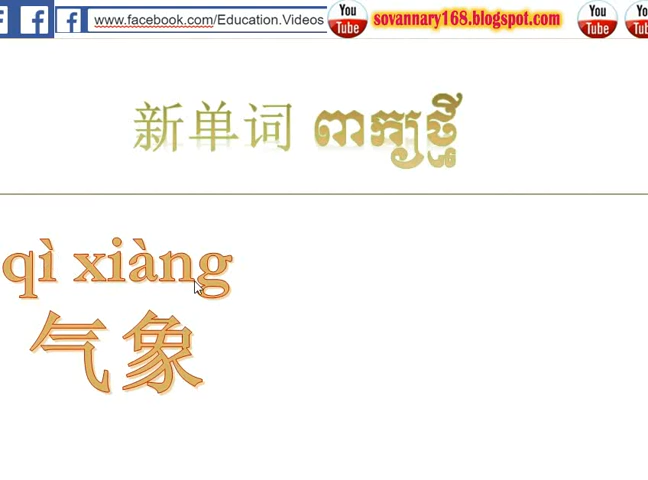 www.facebook.com/Education.Videos You Tube sovannary168.blogspot.com You Tube
新单词 ពាក្យថ្មី
qì xiàng
气象